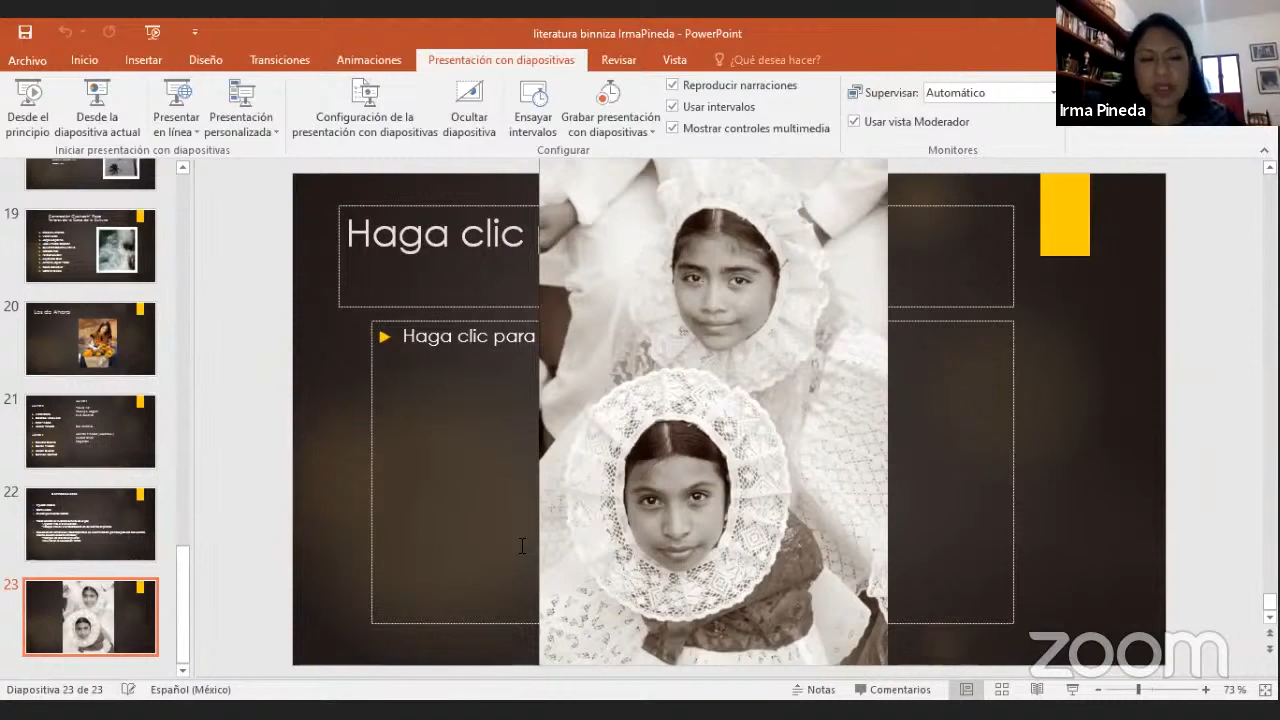 literatura binniza IrmaPineda - PowerPoint
Archivo
Inicio
Insertar
Diseño
Transiciones
Animaciones
Presentación con diapositivas
Revisar
Vista
¿Qué desea hacer?
Irma Pineda
Desde el principio
Desde la diapositiva actual
Presentar en línea
Presentación personalizada
Iniciar presentación con diapositivas
Configuración de la presentación con diapositivas
Ocultar diapositiva
Ensayar intervalos
Grabar presentación con diapositivas
Reproducir narraciones
Usar intervalos
Mostrar controles multimedia
Configurar
Supervisar:
Automático
Usar vista Moderador
Monitores
19
20
Los de Ahora
21
22
23
Haga clic
Haga clic para
zoom
Diapositiva 23 de 23
Español (México)
Notas
Comentarios
73 %